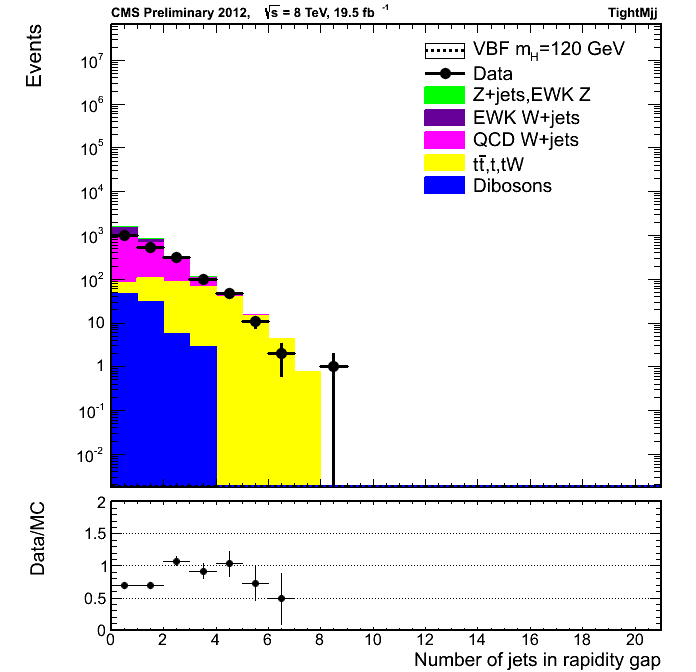 CMS Preliminary 2012, √s = 8 TeV, 19.5 fb⁻¹ TightMjj
Events
10⁷
10⁶
10⁵
10⁴
10³
10²
10
1
10⁻¹
10⁻²
VBF m_H=120 GeV
Data
Z+jets,EWK Z
EWK W+jets
QCD W+jets
tt̄,t,tW
Dibosons
Data/MC
2
1.5
1
0.5
0
0 2 4 6 8 10 12 14 16 18 20
Number of jets in rapidity gap